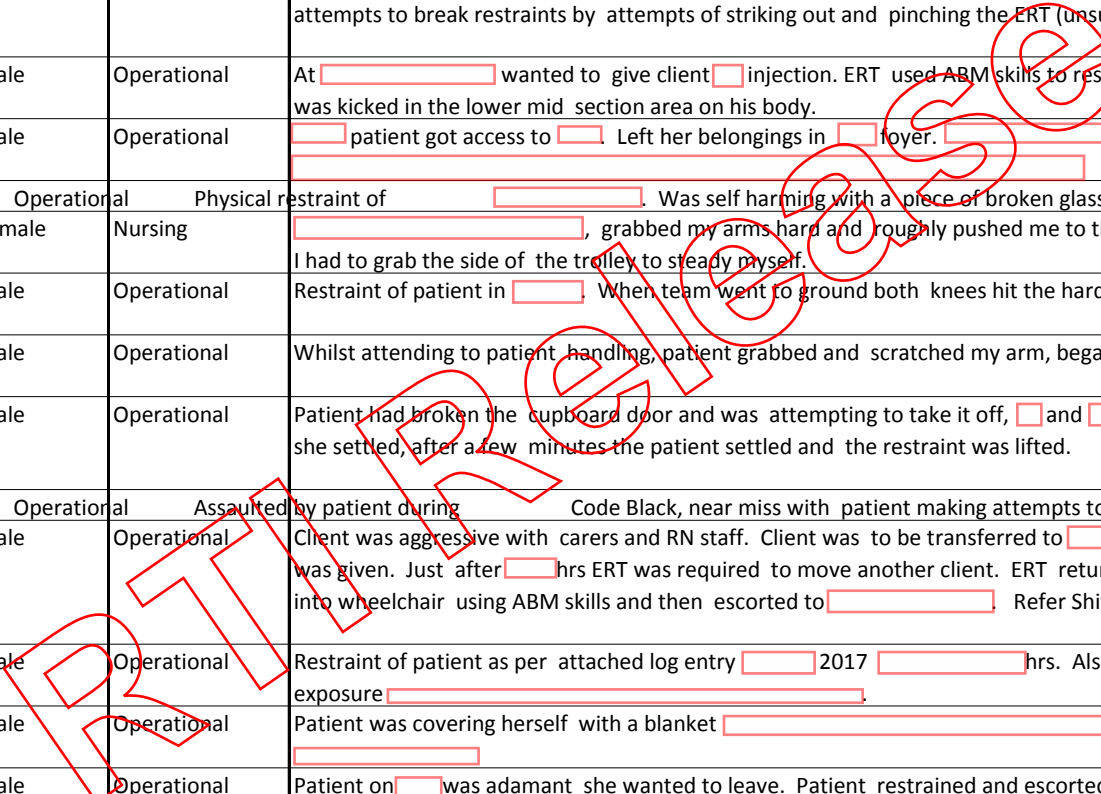 attempts to break restraints by attempts of striking out and pinching the ERT (unsu
ale Operational At wanted to give client injection. ERT used ABM skills to res
was kicked in the lower mid section area on his body.
ale Operational patient got access to . Left her belongings in foyer.
Operational Physical restraint of . Was self harming with a piece of broken glass
male Nursing , grabbed my arms hard and roughly pushed me to th
I had to grab the side of the trolley to steady myself.
ale Operational Restraint of patient in . When team went to ground both knees hit the hard
ale Operational Whilst attending to patient handling, patient grabbed and scratched my arm, bega
ale Operational Patient had broken the cupboard door and was attempting to take it off, and
she settled, after a few minutes the patient settled and the restraint was lifted.
Operational Assaulted by patient during Code Black, near miss with patient making attempts to
ale Operational Client was aggressive with carers and RN staff. Client was to be transferred to
was given. Just after hrs ERT was required to move another client. ERT retur
into wheelchair using ABM skills and then escorted to . Refer Shi
ale Operational Restraint of patient as per attached log entry 2017 hrs. Als
exposure .
ale Operational Patient was covering herself with a blanket
ale Operational Patient on was adamant she wanted to leave. Patient restrained and escorted
RTI Release